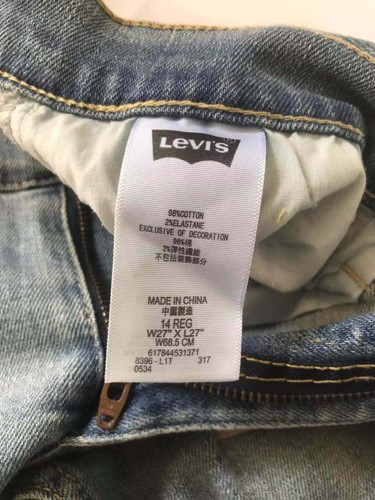 LEVI'S
98%COTTON
2%ELASTANE
EXCLUSIVE OF DECORATION
98%棉
2%彈性纖維
不包括裝飾部分
MADE IN CHINA
中國製造
14 REG
W27" X L27"
W68.5 CM
617844531371
8396 - L1T 317
0534